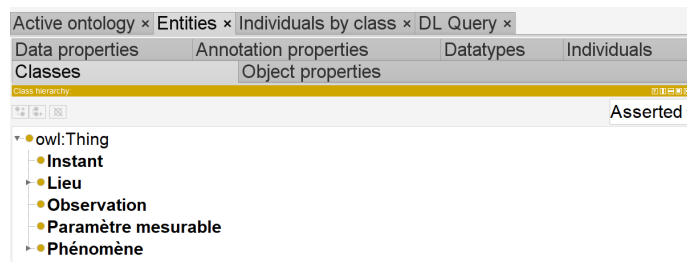 Active ontology × Entities × Individuals by class × DL Query ×
Data properties Annotation properties Datatypes Individuals
Classes Object properties
Class hierarchy:
Asserted
owl:Thing
Instant
Lieu
Observation
Paramètre mesurable
Phénomène